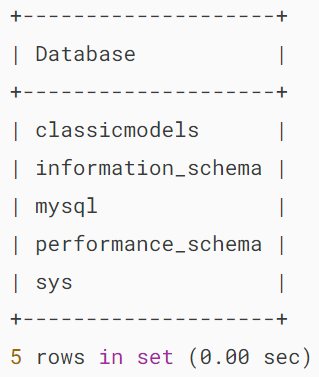 +--------------------+
| Database           |
+--------------------+
| classicmodels      |
| information_schema |
| mysql              |
| performance_schema |
| sys                |
+--------------------+
5 rows in set (0.00 sec)